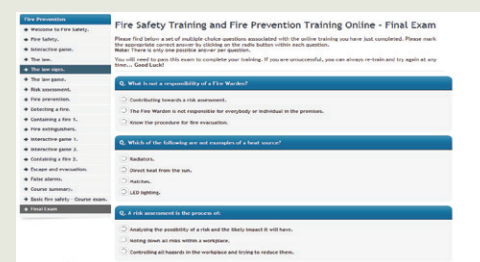 Fire Prevention
Welcome to Fire Safety.
Fire Safety.
Interactive game.
The law.
The law signs.
The law game.
Risk assessment.
Fire prevention.
Detecting a fire.
Containing a fire 1.
Fire extinguishers.
Interactive game 1.
Interactive game 2.
Containing a fire 2.
Escape and evacuation.
False alarms.
Course summary.
Basic fire safety - Course exam.
Final Exam
Fire Safety Training and Fire Prevention Training Online - Final Exam
Please find below a set of multiple choice questions associated with the online training you have just completed. Please mark
the appropriate correct answer by clicking on the radio button within each question.
Note: There is only one possible answer per question.
You will need to pass this exam to complete your training. If you are unsuccessful, you can always re-train and try again at any
time... Good Luck!
Q. What is not a responsibility of a Fire Warden?
Contributing towards a risk assessment.
The Fire Warden is not responsible for everybody or individual in the premises.
Know the procedure for fire evacuation.
Q. Which of the following are not examples of a heat source?
Radiators.
Direct heat from the sun.
Matches.
LED lighting.
Q. A risk assessment is the process of:
Analysing the possibility of a risk and the likely impact it will have.
Noting down all risks within a workplace.
Controlling all hazards in the workplace and trying to reduce them.